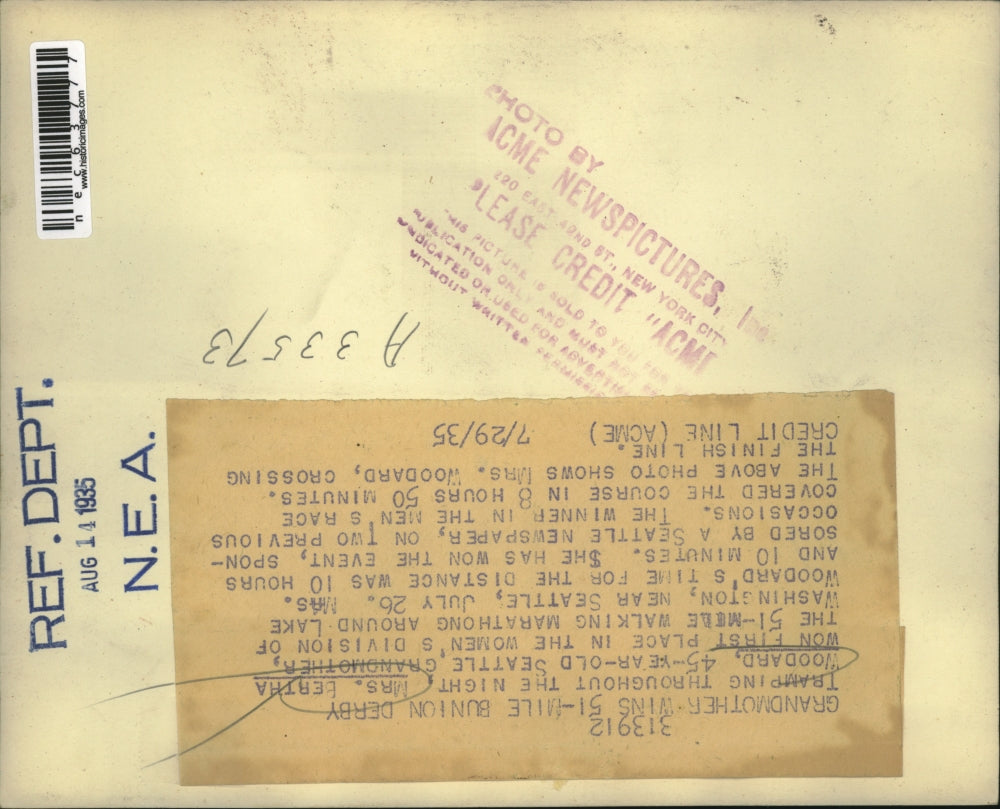 313912
GRANDMOTHER WINS 51-MILE BUNION DERBY
TRAMPING THROUGHOUT THE NIGHT, MRS. BERTHA
WOODARD, 45-YEAR-OLD SEATTLE GRANDMOTHER,
WON FIRST PLACE IN THE WOMEN'S DIVISION OF
THE 51-MILE WALKING MARATHONG AROUND LAKE
WASHINGTON, NEAR SEATTLE, JULY 26. MRS.
WOODARD'S TIME FOR THE DISTANCE WAS 10 HOURS
AND 10 MINUTES. SHE HAS WON THE EVENT, SPON-
SORED BY A SEATTLE NEWSPAPER, ON TWO PREVIOUS
OCCASIONS. THE WINNER IN THE MEN'S RACE
COVERED THE COURSE IN 8 HOURS 50 MINUTES.
THE ABOVE PHOTO SHOWS MRS. WOODARD, CROSSING
THE FINISH LINE.
CREDIT LINE (ACME) 7/29/35
A 33573
PHOTO BY
ACME NEWSPICTURES, Inc.
220 EAST 42ND ST., NEW YORK CITY
PLEASE CREDIT "ACME
THIS PICTURE IS SOLD TO YOU FOR
PUBLICATION ONLY AND MUST NOT BE
SYNDICATED OR USED FOR ADVERTIS
WITHOUT WRITTEN PERMISSION
REF. DEPT.
AUG 14 1935
N.E.A.
nec63777
www.historicimages.com